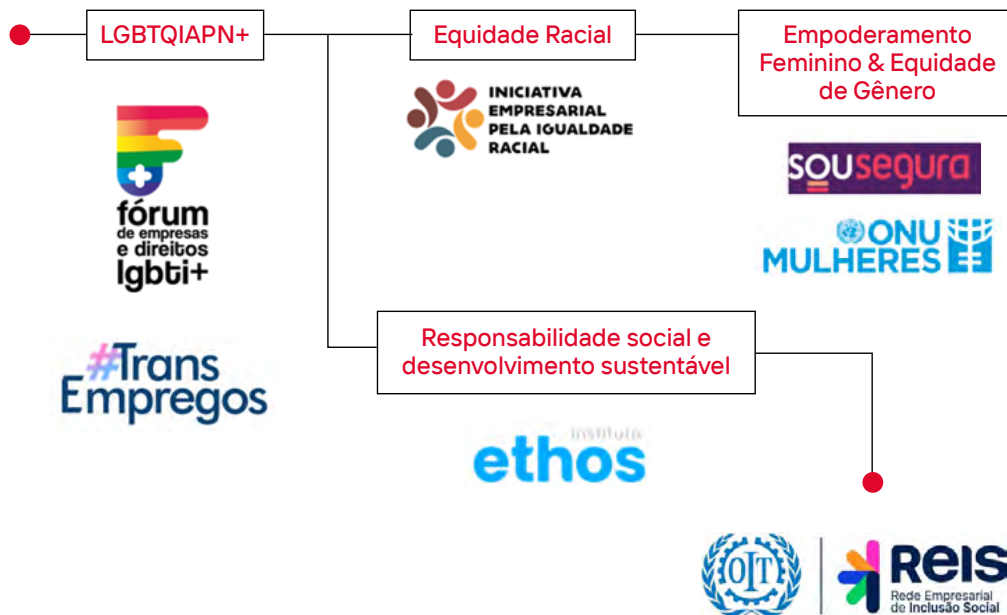 LGBTQIAPN+
Equidade Racial
Empoderamento
Feminino & Equidade
de Gênero
INICIATIVA
EMPRESARIAL
PELA IGUALDADE
RACIAL
sousegura
ONU
MULHERES
fórum
de empresas
e direitos
lgbti+
#Trans
Empregos
Responsabilidade social e
desenvolvimento sustentável
instituto
ethos
OIT
REIS
Rede Empresarial
de Inclusão Social